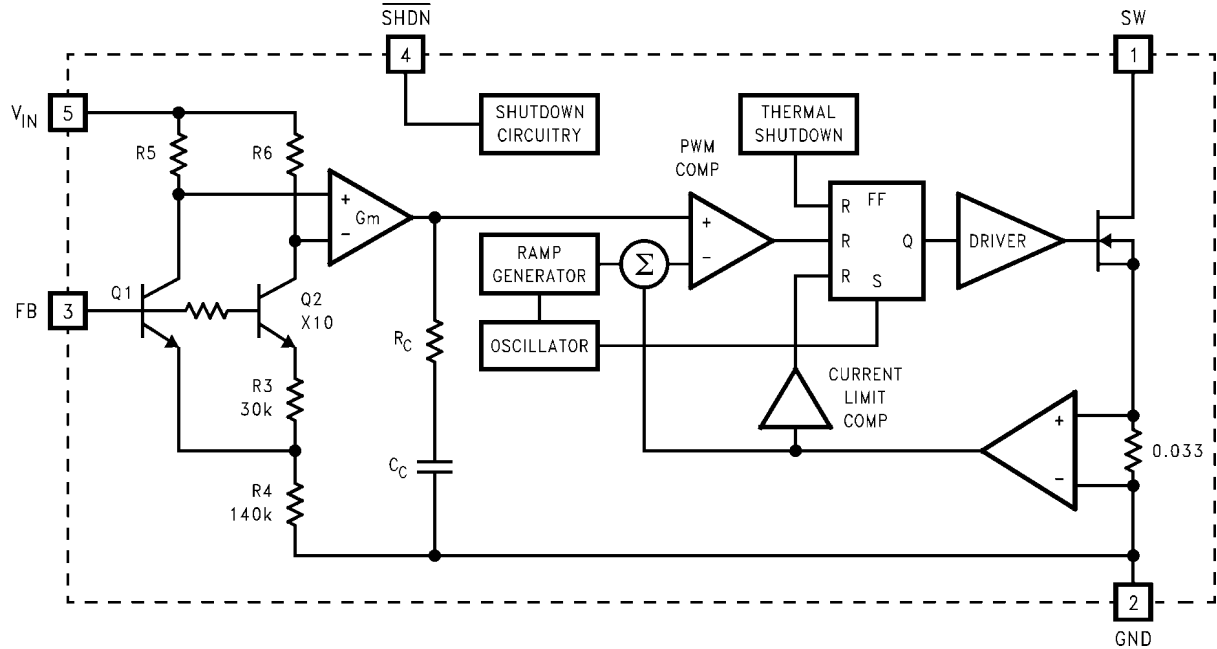 SHDN
SW
4
1
V_IN
5
SHUTDOWN
CIRCUITRY
THERMAL
SHUTDOWN
R5
R6
PWM
COMP
+
Gm
−
+
−
R
FF
R
Q
R
S
DRIVER
RAMP
GENERATOR
Σ
FB
3
Q1
Q2
X10
R_C
OSCILLATOR
R3
30k
CURRENT
LIMIT
COMP
+
−
0.033
C_C
R4
140k
2
GND